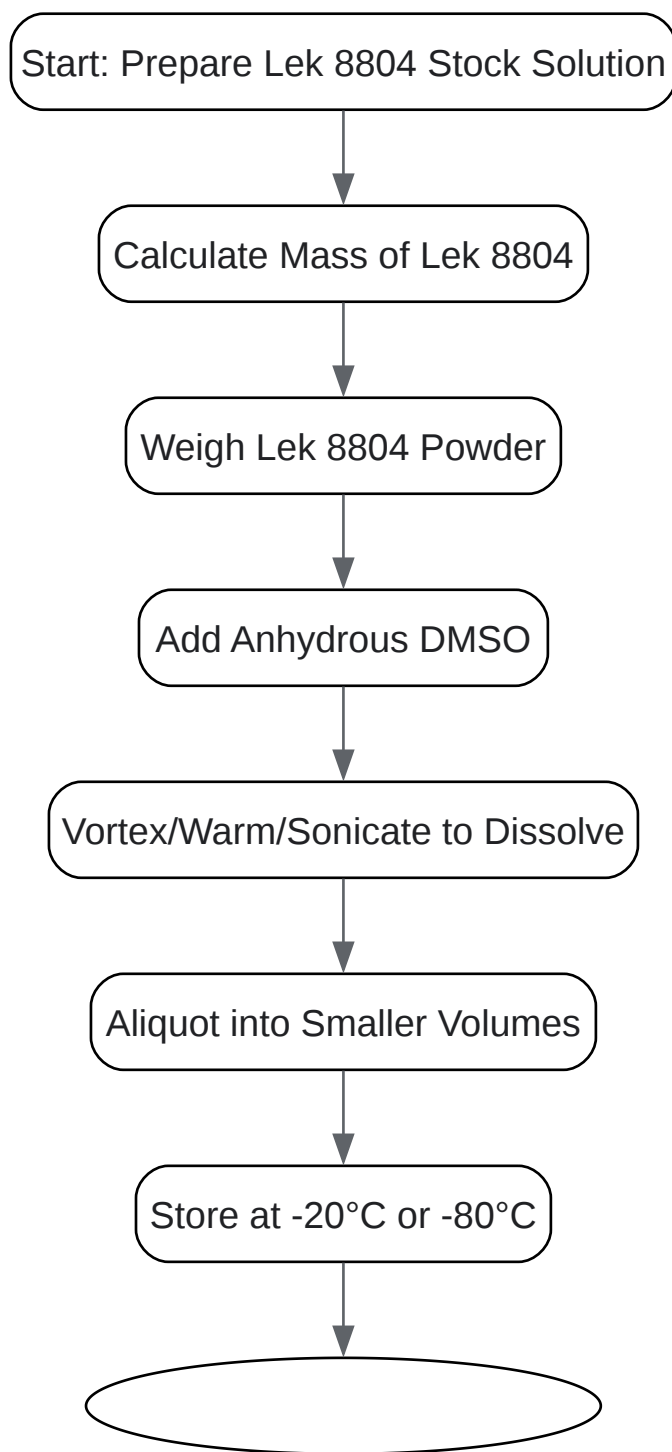 Start: Prepare Lek 8804 Stock Solution
Calculate Mass of Lek 8804
Weigh Lek 8804 Powder
Add Anhydrous DMSO
Vortex/Warm/Sonicate to Dissolve
Aliquot into Smaller Volumes
Store at -20°C or -80°C